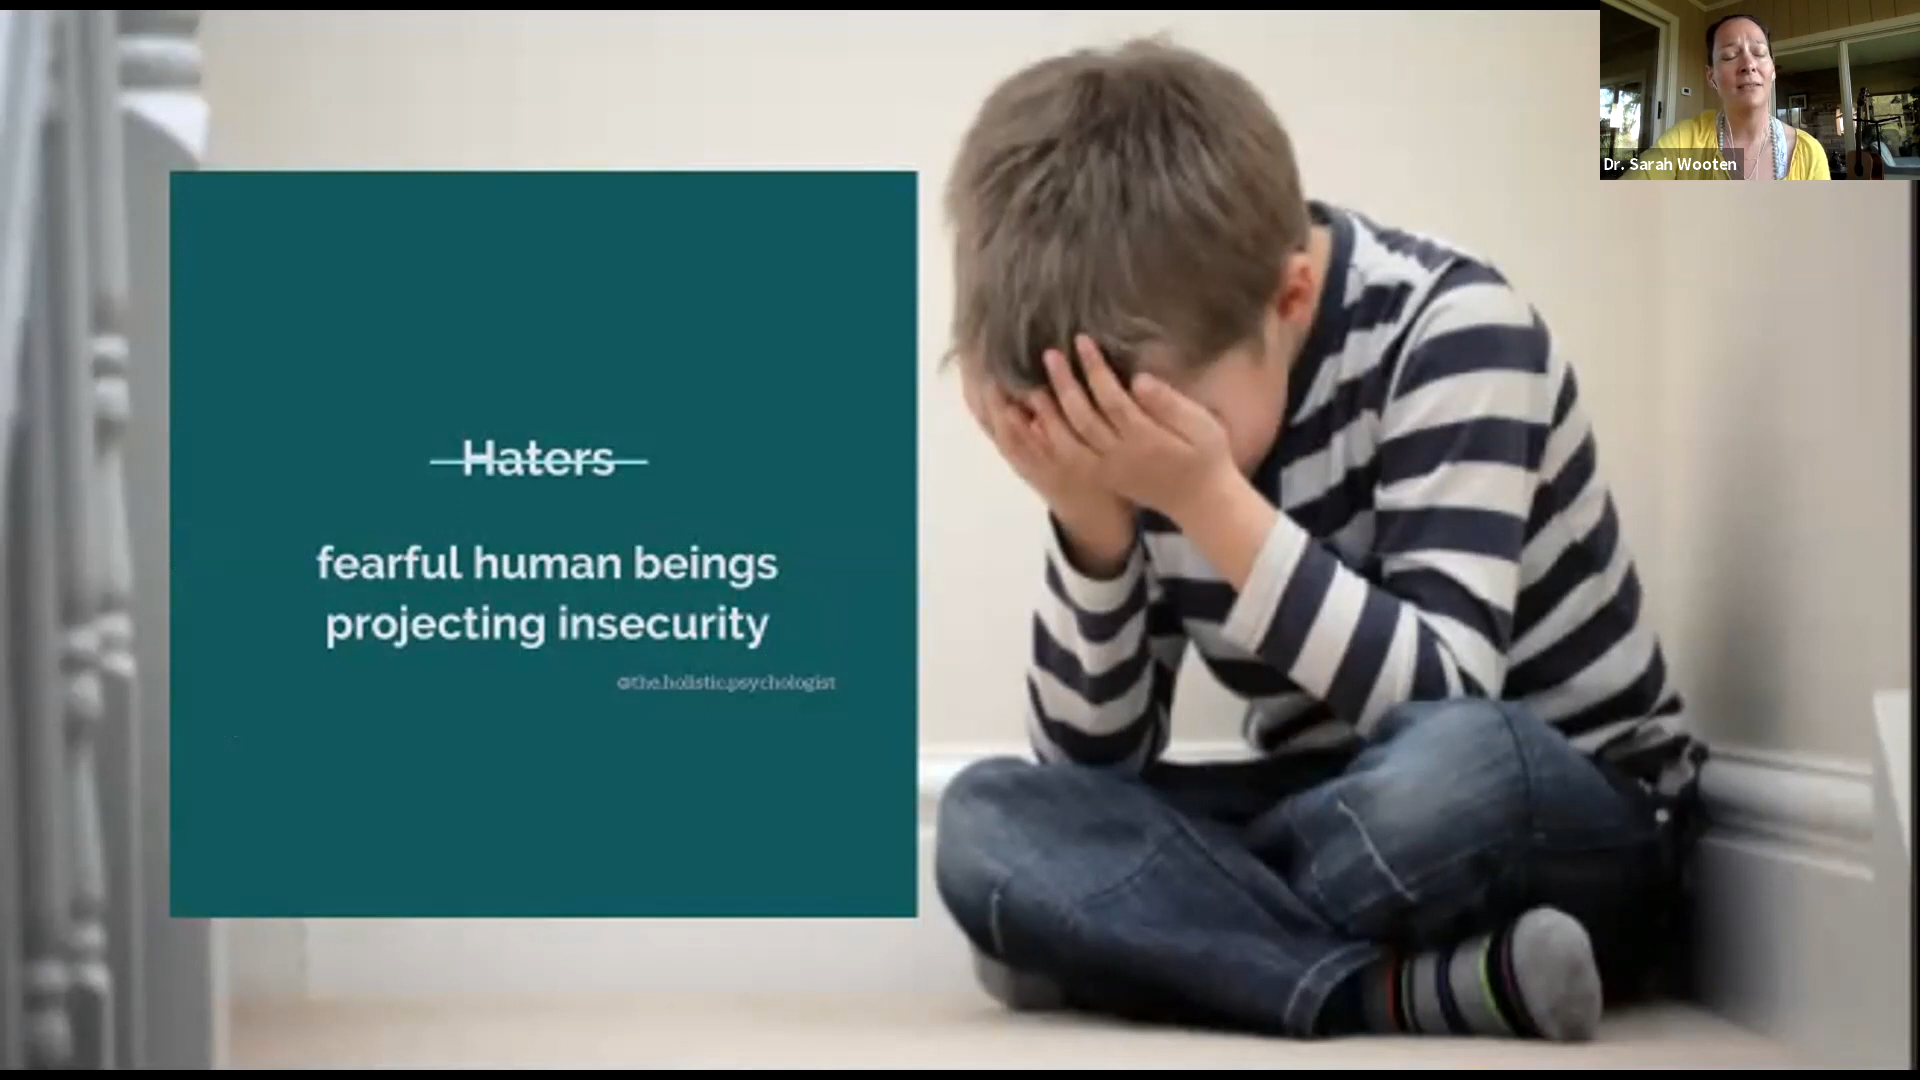 Dr. Sarah Wooten
Haters
fearful human beings
projecting insecurity
@the.holistic.psychologist